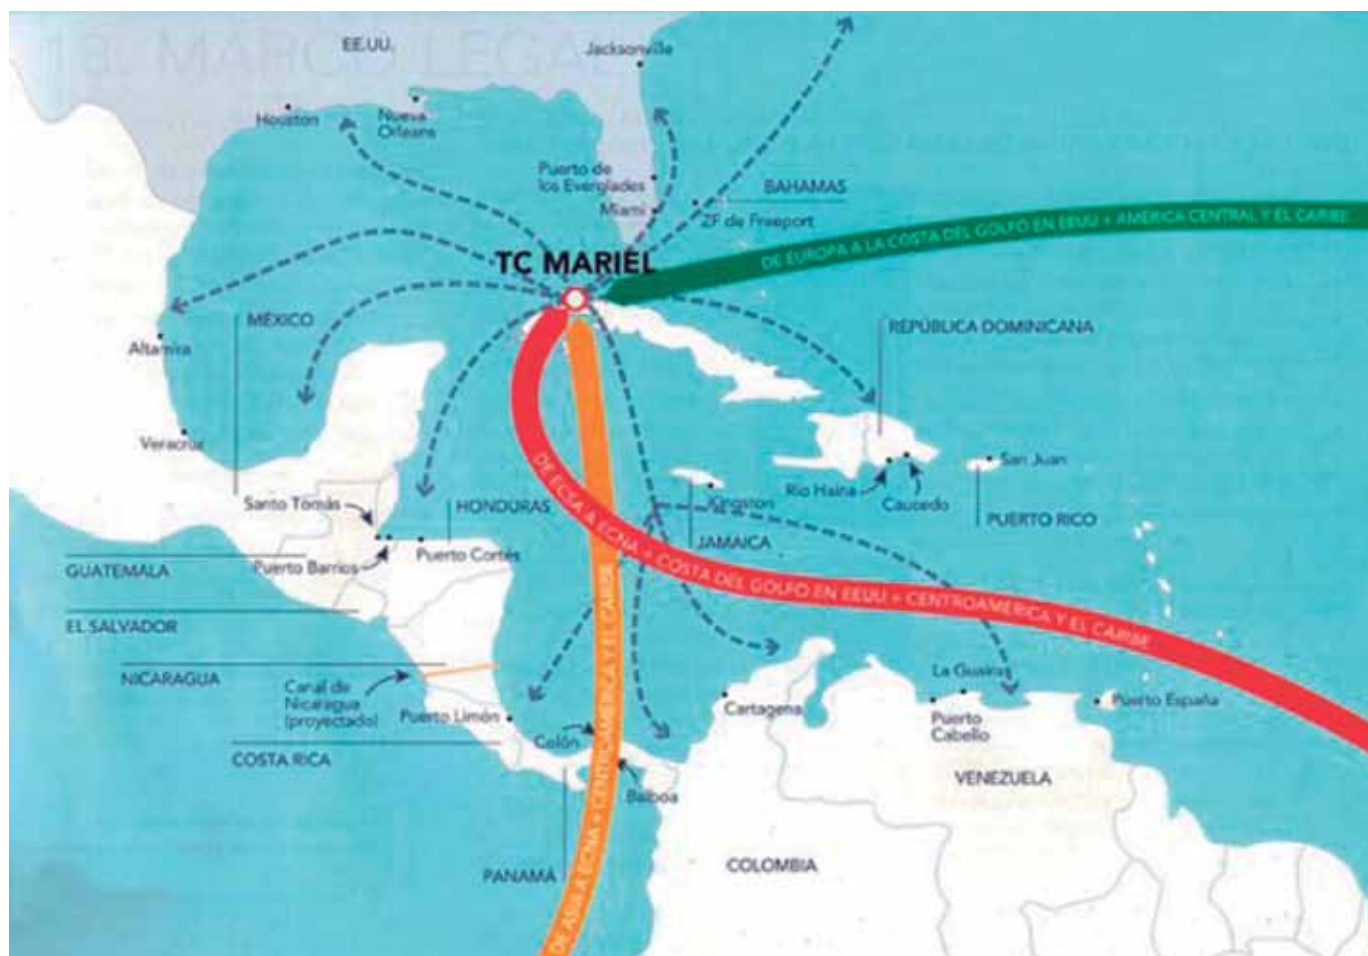 18. MARCO LEGAL
EE.UU.
Jacksonville
Houston
Nueva
Orleans
Puerto de
los Everglades
Miami
BAHAMAS
ZF de Freeport
DE EUROPA A LA COSTA DEL GOLFO EN EEUU + AMÉRICA CENTRAL Y EL CARIBE
TC MARIEL
MÉXICO
REPÚBLICA DOMINICANA
Altamira
Veracruz
San Juan
Río Haina
Caucedo
PUERTO RICO
Santo Tomás
HONDURAS
Kingston
JAMAICA
Puerto Barrios
Puerto Cortés
GUATEMALA
DE ECSA A ECNA + COSTA DEL GOLFO EN EEUU + CENTROAMÉRICA Y EL CARIBE
EL SALVADOR
NICARAGUA
Canal de
Nicaragua
(proyectado)
Puerto Limón
COSTA RICA
Colón
Balboa
PANAMÁ
Cartagena
La Guaira
Puerto
Cabello
Puerto España
VENEZUELA
COLOMBIA
DE ASIA A ECNA + CENTROAMÉRICA Y EL CARIBE